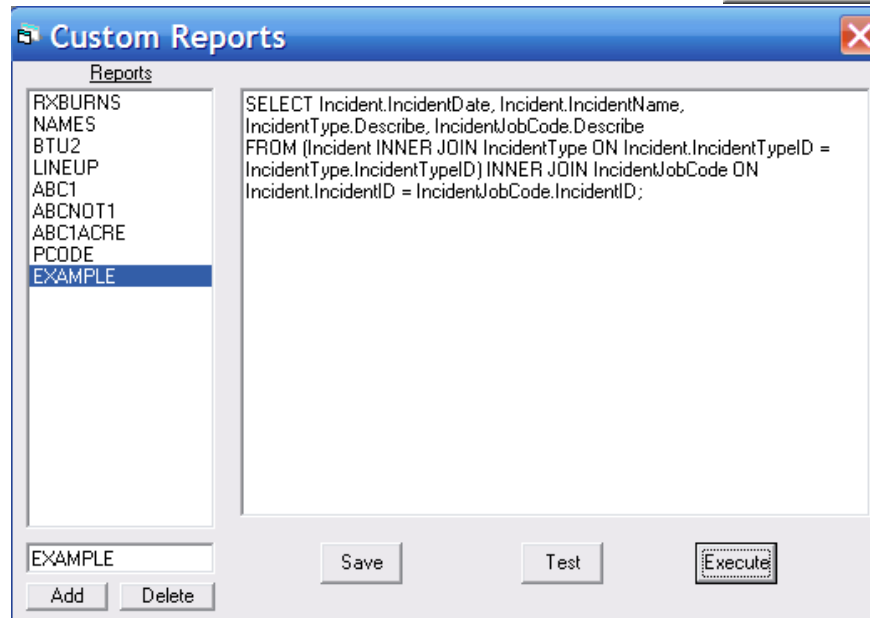 Custom Reports
Reports
RXBURNS
NAMES
BTU2
LINEUP
ABC1
ABCNOT1
ABC1ACRE
PCODE
EXAMPLE
SELECT Incident.IncidentDate, Incident.IncidentName,
IncidentType.Describe, IncidentJobCode.Describe
FROM (Incident INNER JOIN IncidentType ON Incident.IncidentTypeID =
IncidentType.IncidentTypeID) INNER JOIN IncidentJobCode ON
Incident.IncidentID = IncidentJobCode.IncidentID;
EXAMPLE
Add
Delete
Save
Test
Execute